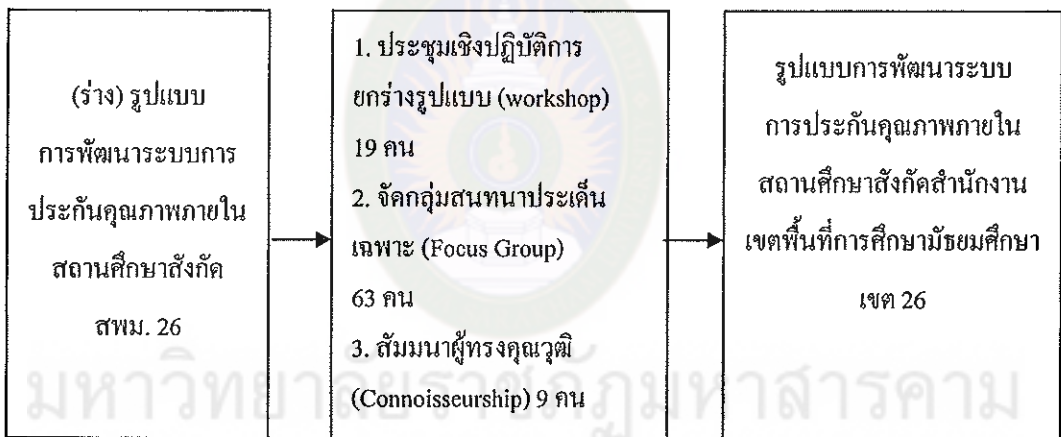 (ร่าง) รูปแบบ
การพัฒนาระบบการ
ประกันคุณภาพภายใน
สถานศึกษาสังกัด
สพม. 26
1. ประชุมเชิงปฏิบัติการ
ยกร่างรูปแบบ (workshop)
19 คน
2. จัดกลุ่มสนทนาประเด็น
เฉพาะ (Focus Group)
63 คน
3. สัมมนาผู้ทรงคุณวุฒิ
(Connoisseurship) 9 คน
รูปแบบการพัฒนาระบบ
การประกันคุณภาพภายใน
สถานศึกษาสังกัดสำนักงาน
เขตพื้นที่การศึกษามัธยมศึกษา
เขต 26
มหาวิทยาลัยราชภัฏมหาสารคาม